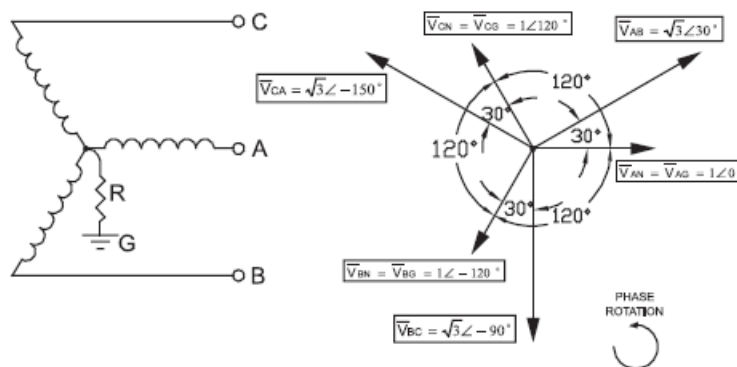 C
A
R
G
B
V̅CN = V̅CG = 1∠120°
V̅AB = √3∠30°
V̅CA = √3∠−150°
120°
30°
30°
120°
V̅AN = V̅AG = 1∠0
30°
120°
V̅BN = V̅BG = 1∠−120°
V̅BC = √3∠−90°
PHASE
ROTATION